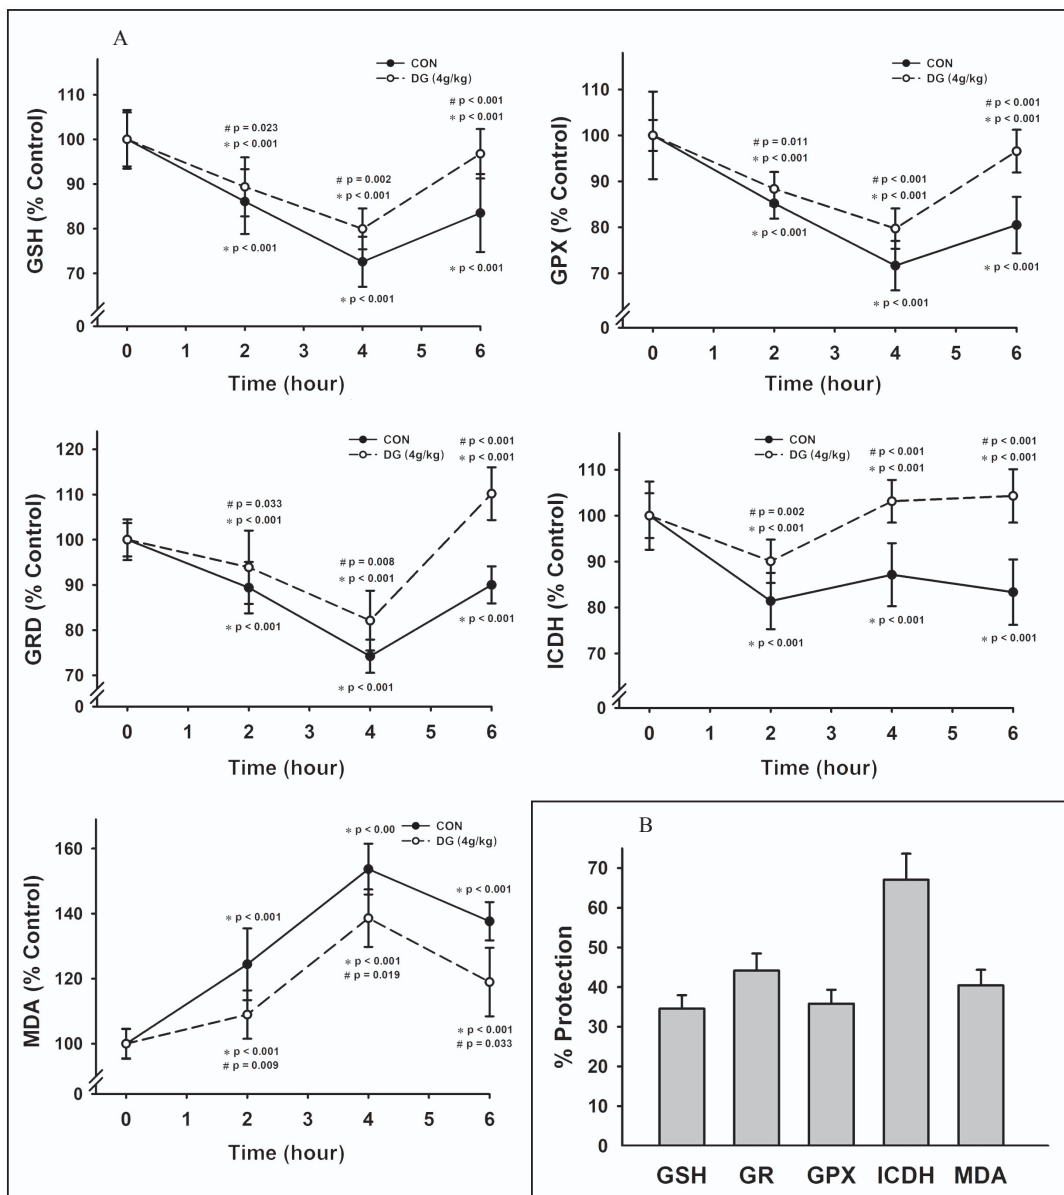 A
CON
DG (4g/kg)
GSH (% Control)
110
100
90
80
70
0
# p = 0.023
* p < 0.001
* p < 0.001
# p = 0.002
* p < 0.001
* p < 0.001
# p < 0.001
* p < 0.001
* p < 0.001
0 1 2 3 4 5 6
Time (hour)
CON
DG (4g/kg)
GPX (% Control)
110
100
90
80
70
0
# p = 0.011
* p < 0.001
* p < 0.001
# p < 0.001
* p < 0.001
* p < 0.001
# p < 0.001
* p < 0.001
* p < 0.001
0 1 2 3 4 5 6
Time (hour)
CON
DG (4g/kg)
GRD (% Control)
120
110
100
90
80
70
0
# p = 0.033
* p < 0.001
* p < 0.001
# p = 0.008
* p < 0.001
* p < 0.001
# p < 0.001
* p < 0.001
* p < 0.001
0 1 2 3 4 5 6
Time (hour)
CON
DG (4g/kg)
ICDH (% Control)
110
100
90
80
70
0
# p = 0.002
* p < 0.001
* p < 0.001
# p < 0.001
* p < 0.001
* p < 0.001
# p < 0.001
* p < 0.001
* p < 0.001
0 1 2 3 4 5 6
Time (hour)
CON
DG (4g/kg)
MDA (% Control)
160
140
120
100
0
* p < 0.001
* p < 0.001
# p = 0.009
* p < 0.00
* p < 0.001
# p = 0.019
* p < 0.001
* p < 0.001
# p = 0.033
0 1 2 3 4 5 6
Time (hour)
B
% Protection
70
60
50
40
30
20
10
0
GSH GR GPX ICDH MDA